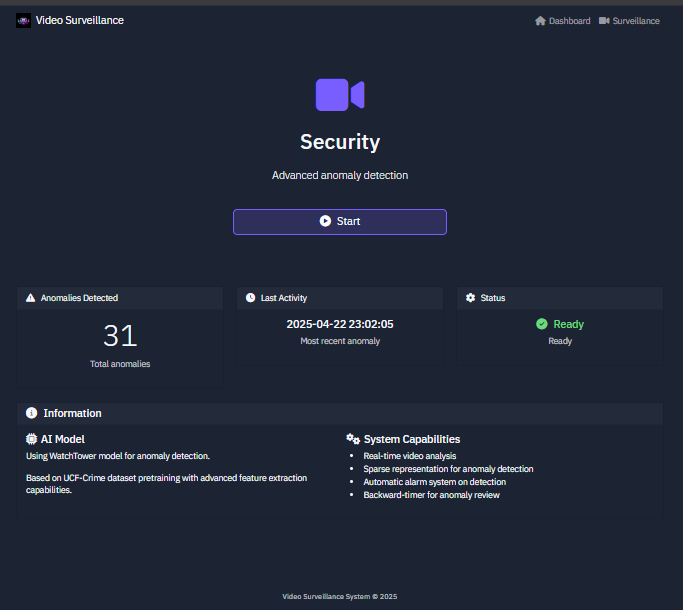 Video Surveillance
Dashboard
Surveillance
Security
Advanced anomaly detection
Start
Anomalies Detected
31
Total anomalies
Last Activity
2025-04-22 23:02:05
Most recent anomaly
Status
Ready
Ready
Information
AI Model
Using WatchTower model for anomaly detection.
Based on UCF-Crime dataset pretraining with advanced feature extraction
capabilities.
System Capabilities
Real-time video analysis
Sparse representation for anomaly detection
Automatic alarm system on detection
Backward-timer for anomaly review
Video Surveillance System © 2025